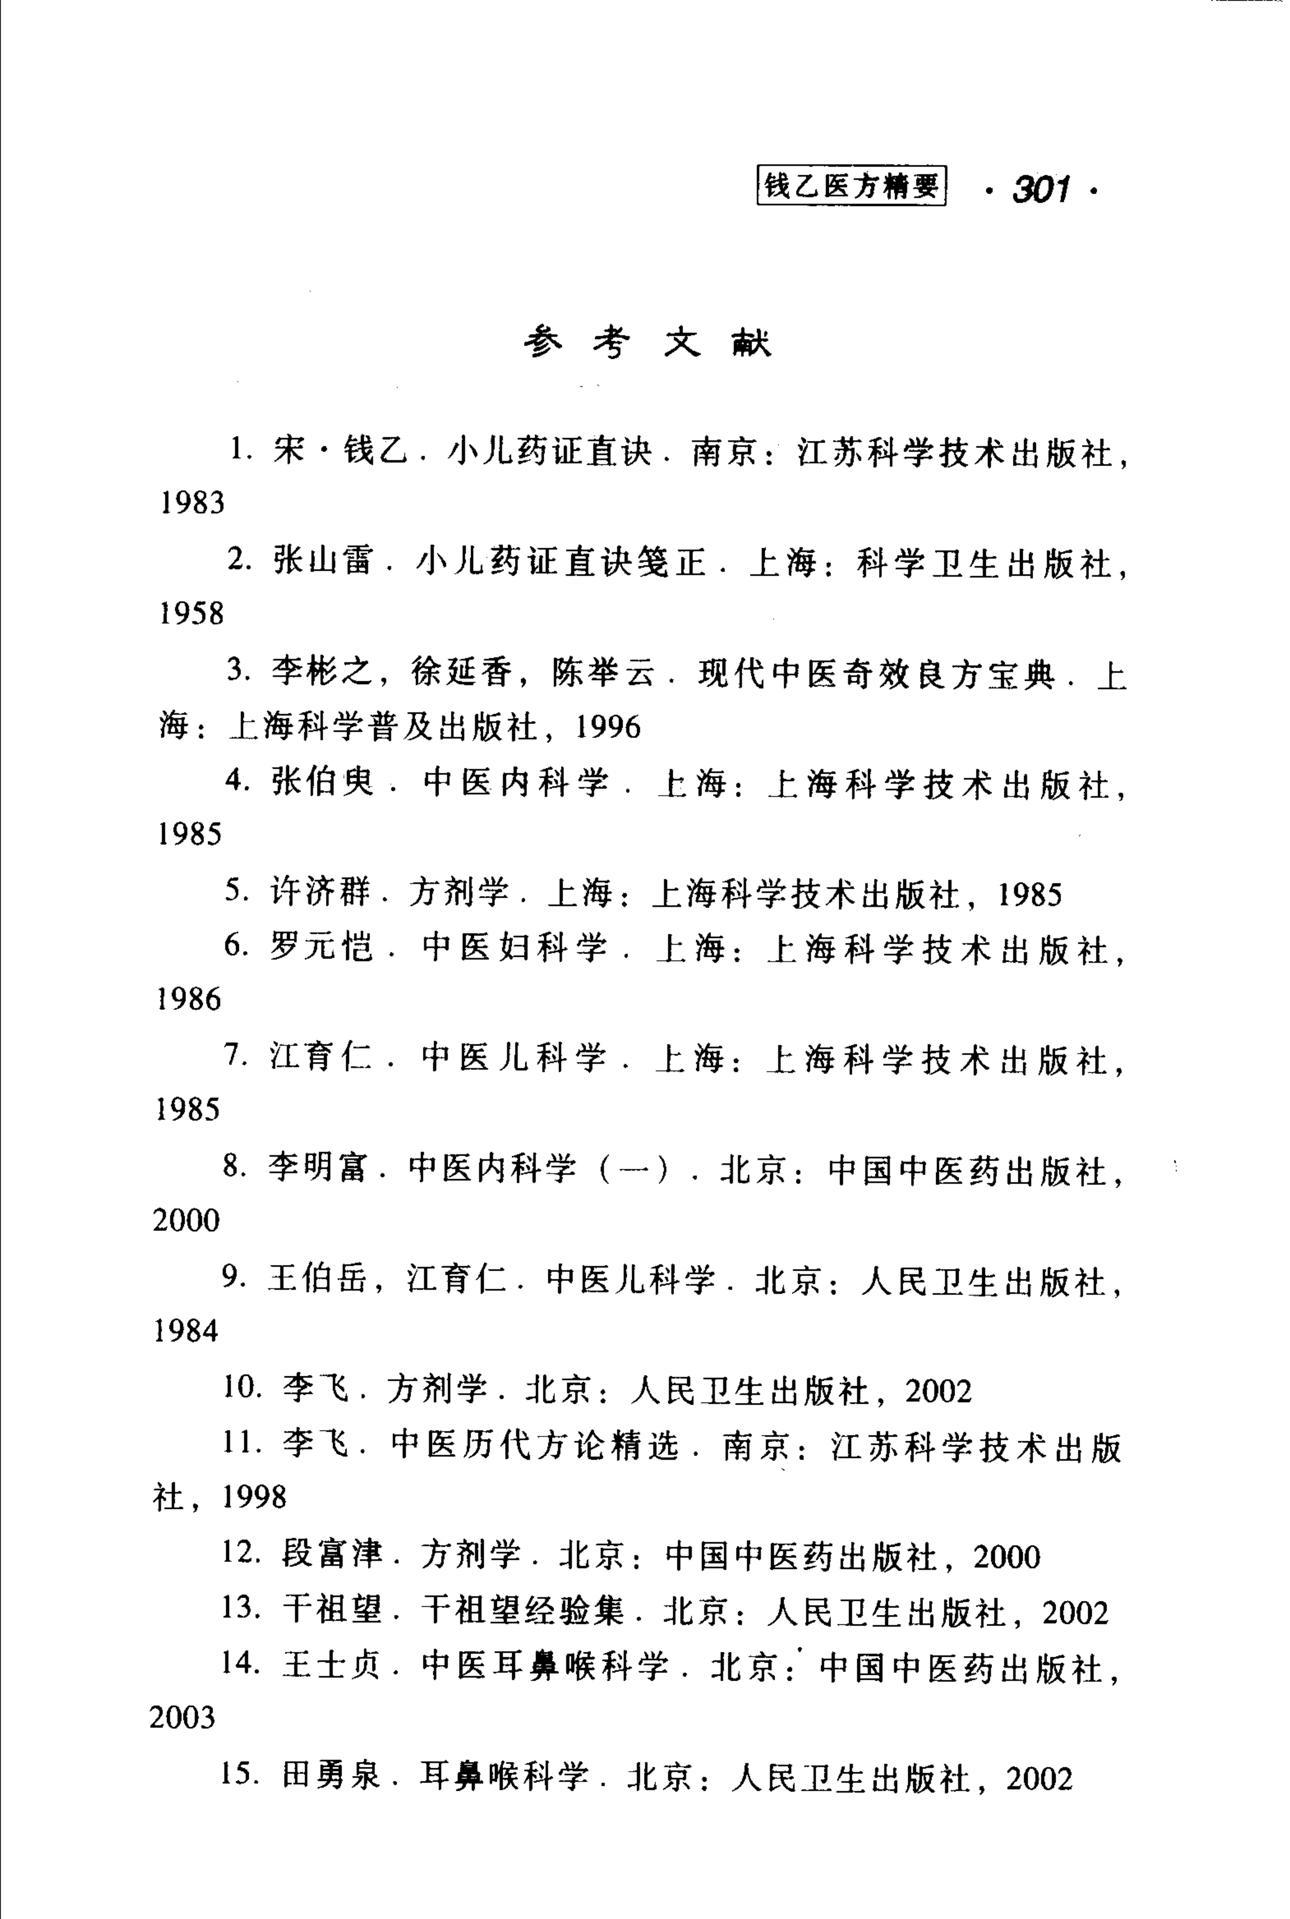 钱乙医方精要 · 301 ·
参考文献
1. 宋·钱乙. 小儿药证直诀. 南京: 江苏科学技术出版社,
1983
2. 张山雷. 小儿药证直诀笺正. 上海: 科学卫生出版社,
1958
3. 李彬之, 徐延香, 陈举云. 现代中医奇效良方宝典. 上
海: 上海科学普及出版社, 1996
4. 张伯臾. 中医内科学. 上海: 上海科学技术出版社,
1985
5. 许济群. 方剂学. 上海: 上海科学技术出版社, 1985
6. 罗元恺. 中医妇科学. 上海: 上海科学技术出版社,
1986
7. 江育仁. 中医儿科学. 上海: 上海科学技术出版社,
1985
8. 李明富. 中医内科学 (一). 北京: 中国中医药出版社,
2000
9. 王伯岳, 江育仁. 中医儿科学. 北京: 人民卫生出版社,
1984
10. 李飞. 方剂学. 北京: 人民卫生出版社, 2002
11. 李飞. 中医历代方论精选. 南京: 江苏科学技术出版
社, 1998
12. 段富津. 方剂学. 北京: 中国中医药出版社, 2000
13. 干祖望. 干祖望经验集. 北京: 人民卫生出版社, 2002
14. 王士贞. 中医耳鼻喉科学. 北京: 中国中医药出版社,
2003
15. 田勇泉. 耳鼻喉科学. 北京: 人民卫生出版社, 2002